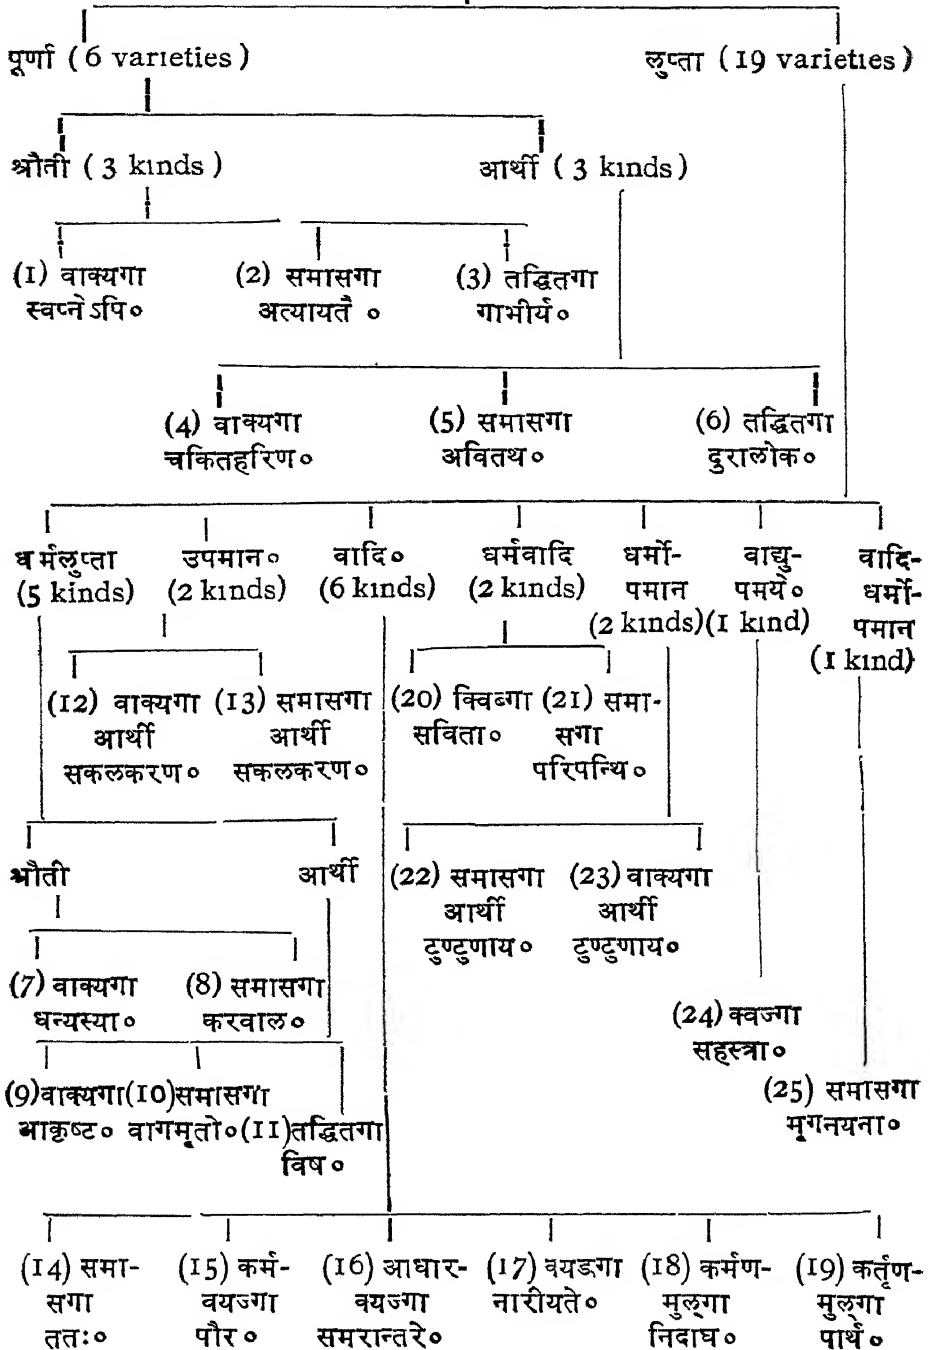 पूर्णा (6 varieties) लुप्ता (19 varieties)
श्रौती (3 kinds) आर्थी (3 kinds)
(1) वाक्यगा (2) समासगा (3) तद्धितगा
स्वप्नेऽपि० अत्यायतै० गाभीर्य०
(4) वाक्यगा (5) समासगा (6) तद्धितगा
चकितहरिण० अवितथ० दुरालोक०
धर्मलुप्ता उपमान० वादि० धर्मवादि धर्मो- वाद्यु- वादि-
(5 kinds) (2 kinds) (6 kinds) (2 kinds) पमान पमये० धर्मो-
(2 kinds) (1 kind) पमान
(1 kind)
(12) वाक्यगा (13) समासगा (20) क्विब्गा (21) समा-
आर्थी आर्थी सविता० सगा
सकलकरण० सकलकरण० परिपन्थि०
श्रौती आर्थी (22) समासगा (23) वाक्यगा
आर्थी आर्थी
टुण्टुणाय० टुण्टुणाय०
(7) वाक्यगा (8) समासगा
धन्यस्या० करवाल०
(24) क्यज्गा
सहस्त्रा०
(9) वाक्यगा (10) समासगा (25) समासगा
आकृष्ट० वागमृतो० (11) तद्धितगा मृगनयना०
विष०
(14) समा- (15) कर्म- (16) आधार- (17) क्यङगा (18) कर्मण- (19) कर्तृण-
सगा क्यज्गा क्यज्गा नारीयते० मुल्गा मुल्गा
ततः० पौर० समरान्तरे० निदाघ० पार्थ०